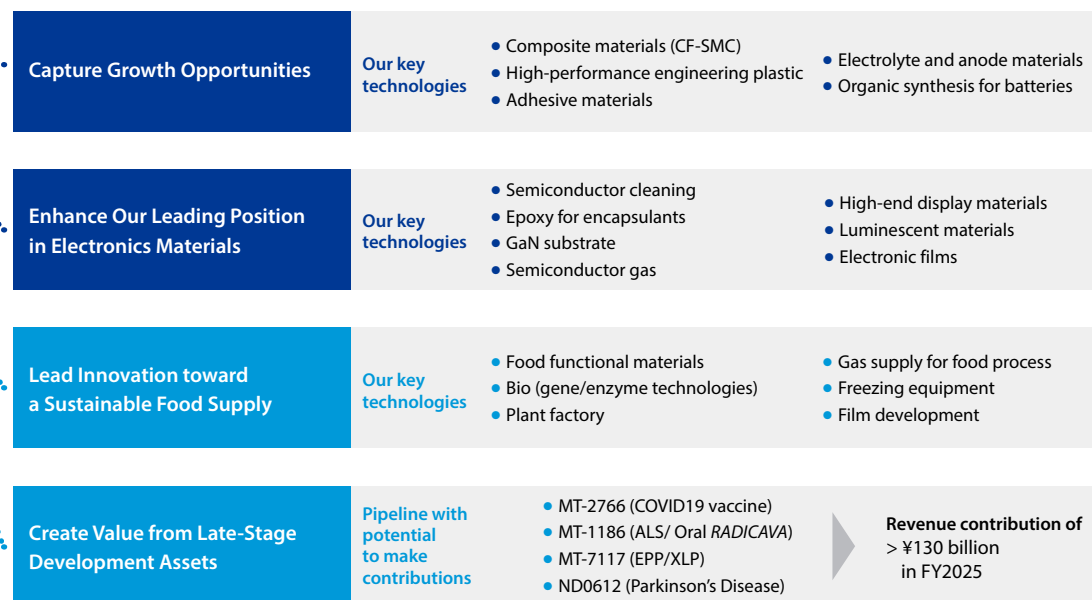 Capture Growth Opportunities
Our key
technologies
• Composite materials (CF-SMC)
• High-performance engineering plastic
• Adhesive materials
• Electrolyte and anode materials
• Organic synthesis for batteries
Enhance Our Leading Position
in Electronics Materials
Our key
technologies
• Semiconductor cleaning
• Epoxy for encapsulants
• GaN substrate
• Semiconductor gas
• High-end display materials
• Luminescent materials
• Electronic films
Lead Innovation toward
a Sustainable Food Supply
Our key
technologies
• Food functional materials
• Bio (gene/enzyme technologies)
• Plant factory
• Gas supply for food process
• Freezing equipment
• Film development
Create Value from Late-Stage
Development Assets
Pipeline with
potential
to make
contributions
• MT-2766 (COVID19 vaccine)
• MT-1186 (ALS/ Oral RADICAVA)
• MT-7117 (EPP/XLP)
• ND0612 (Parkinson's Disease)
Revenue contribution of
> ¥130 billion
in FY2025